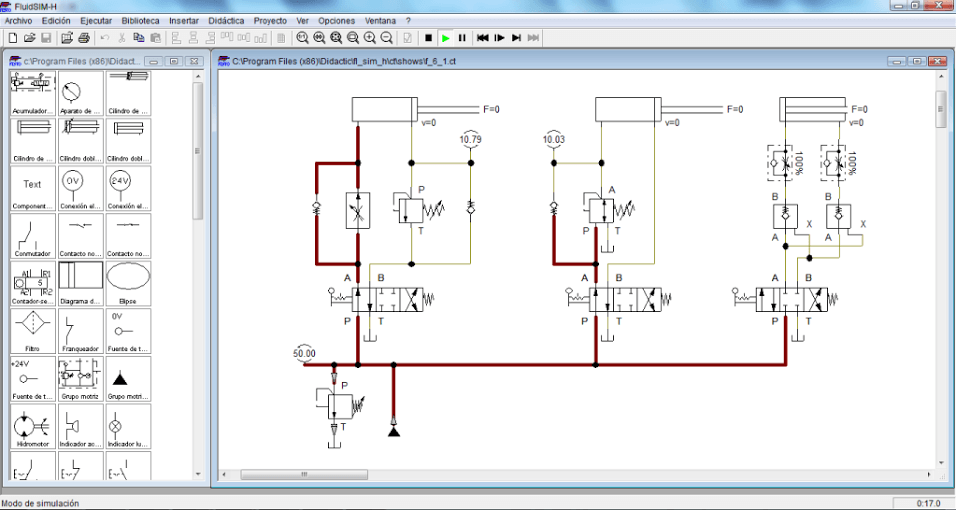 FluidSIM-H
Archivo Edición Ejecutar Biblioteca Insertar Didáctica Proyecto Ver Opciones Ventana ?
c:\Program Files (x86)\Didact...
C:\Program Files (x86)\Didactic\fl_sim_h\ct\shows\f_6_1.ct
Acumulador... Aparato de ... Cilindro de ...
Cilindro de ... Cilindro dobl... Cilindro dobl...
Text 0V 24V
Component... Conexión el... Conexión el...
Conmutador Contacto no... Contacto no...
A1 R1
S
A2 R2
Contador-se... Diagrama d... Elipse
0V
Filtro Franqueador Fuente de t...
+24V
Fuente de t... Grupo motriz Grupo motri...
Hidromotor Indicador ac... Indicador lu...
F=0 F=0 F=0
v=0 v=0 v=0
10.79 10.03
100% 100%
P A
B B
X X
T P T
A A
A B A B A B
P T P T P T
50.00
P
T
Modo de simulación
0:17.0